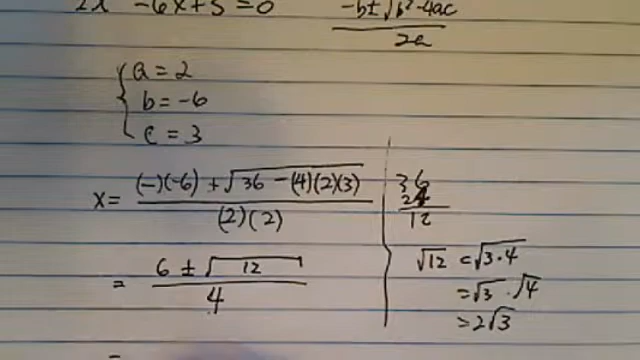 2x² -6x+3 = 0
-b±√b²-4ac
2a
a = 2
b = -6
c = 3
x= (-)(-6) + √36 - (4)(2)(3)
(2)(2)
36
24
12
= 6 ± √12
4
√12 = √3·4
= √3 · √4
= 2√3
=